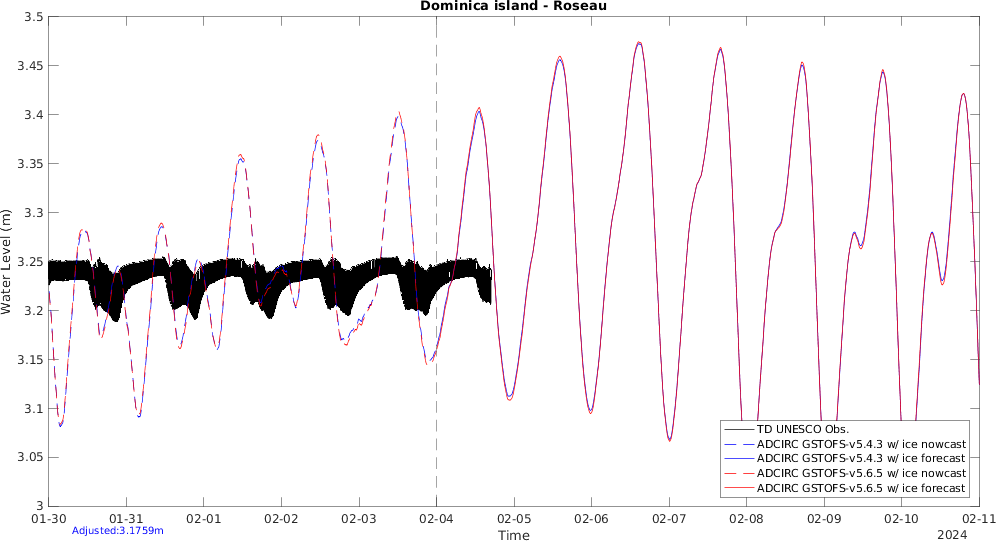 Dominica island - Roseau
3.5
3.45
3.4
3.35
3.3
3.25
3.2
3.15
3.1
3.05
3
Water Level (m)
01-30 01-31 02-01 02-02 02-03 02-04 02-05 02-06 02-07 02-08 02-09 02-10 02-11
Adjusted:3.1759m
Time
2024
TD UNESCO Obs.
ADCIRC GSTOFS-v5.4.3 w/ ice nowcast
ADCIRC GSTOFS-v5.4.3 w/ ice forecast
ADCIRC GSTOFS-v5.6.5 w/ ice nowcast
ADCIRC GSTOFS-v5.6.5 w/ ice forecast